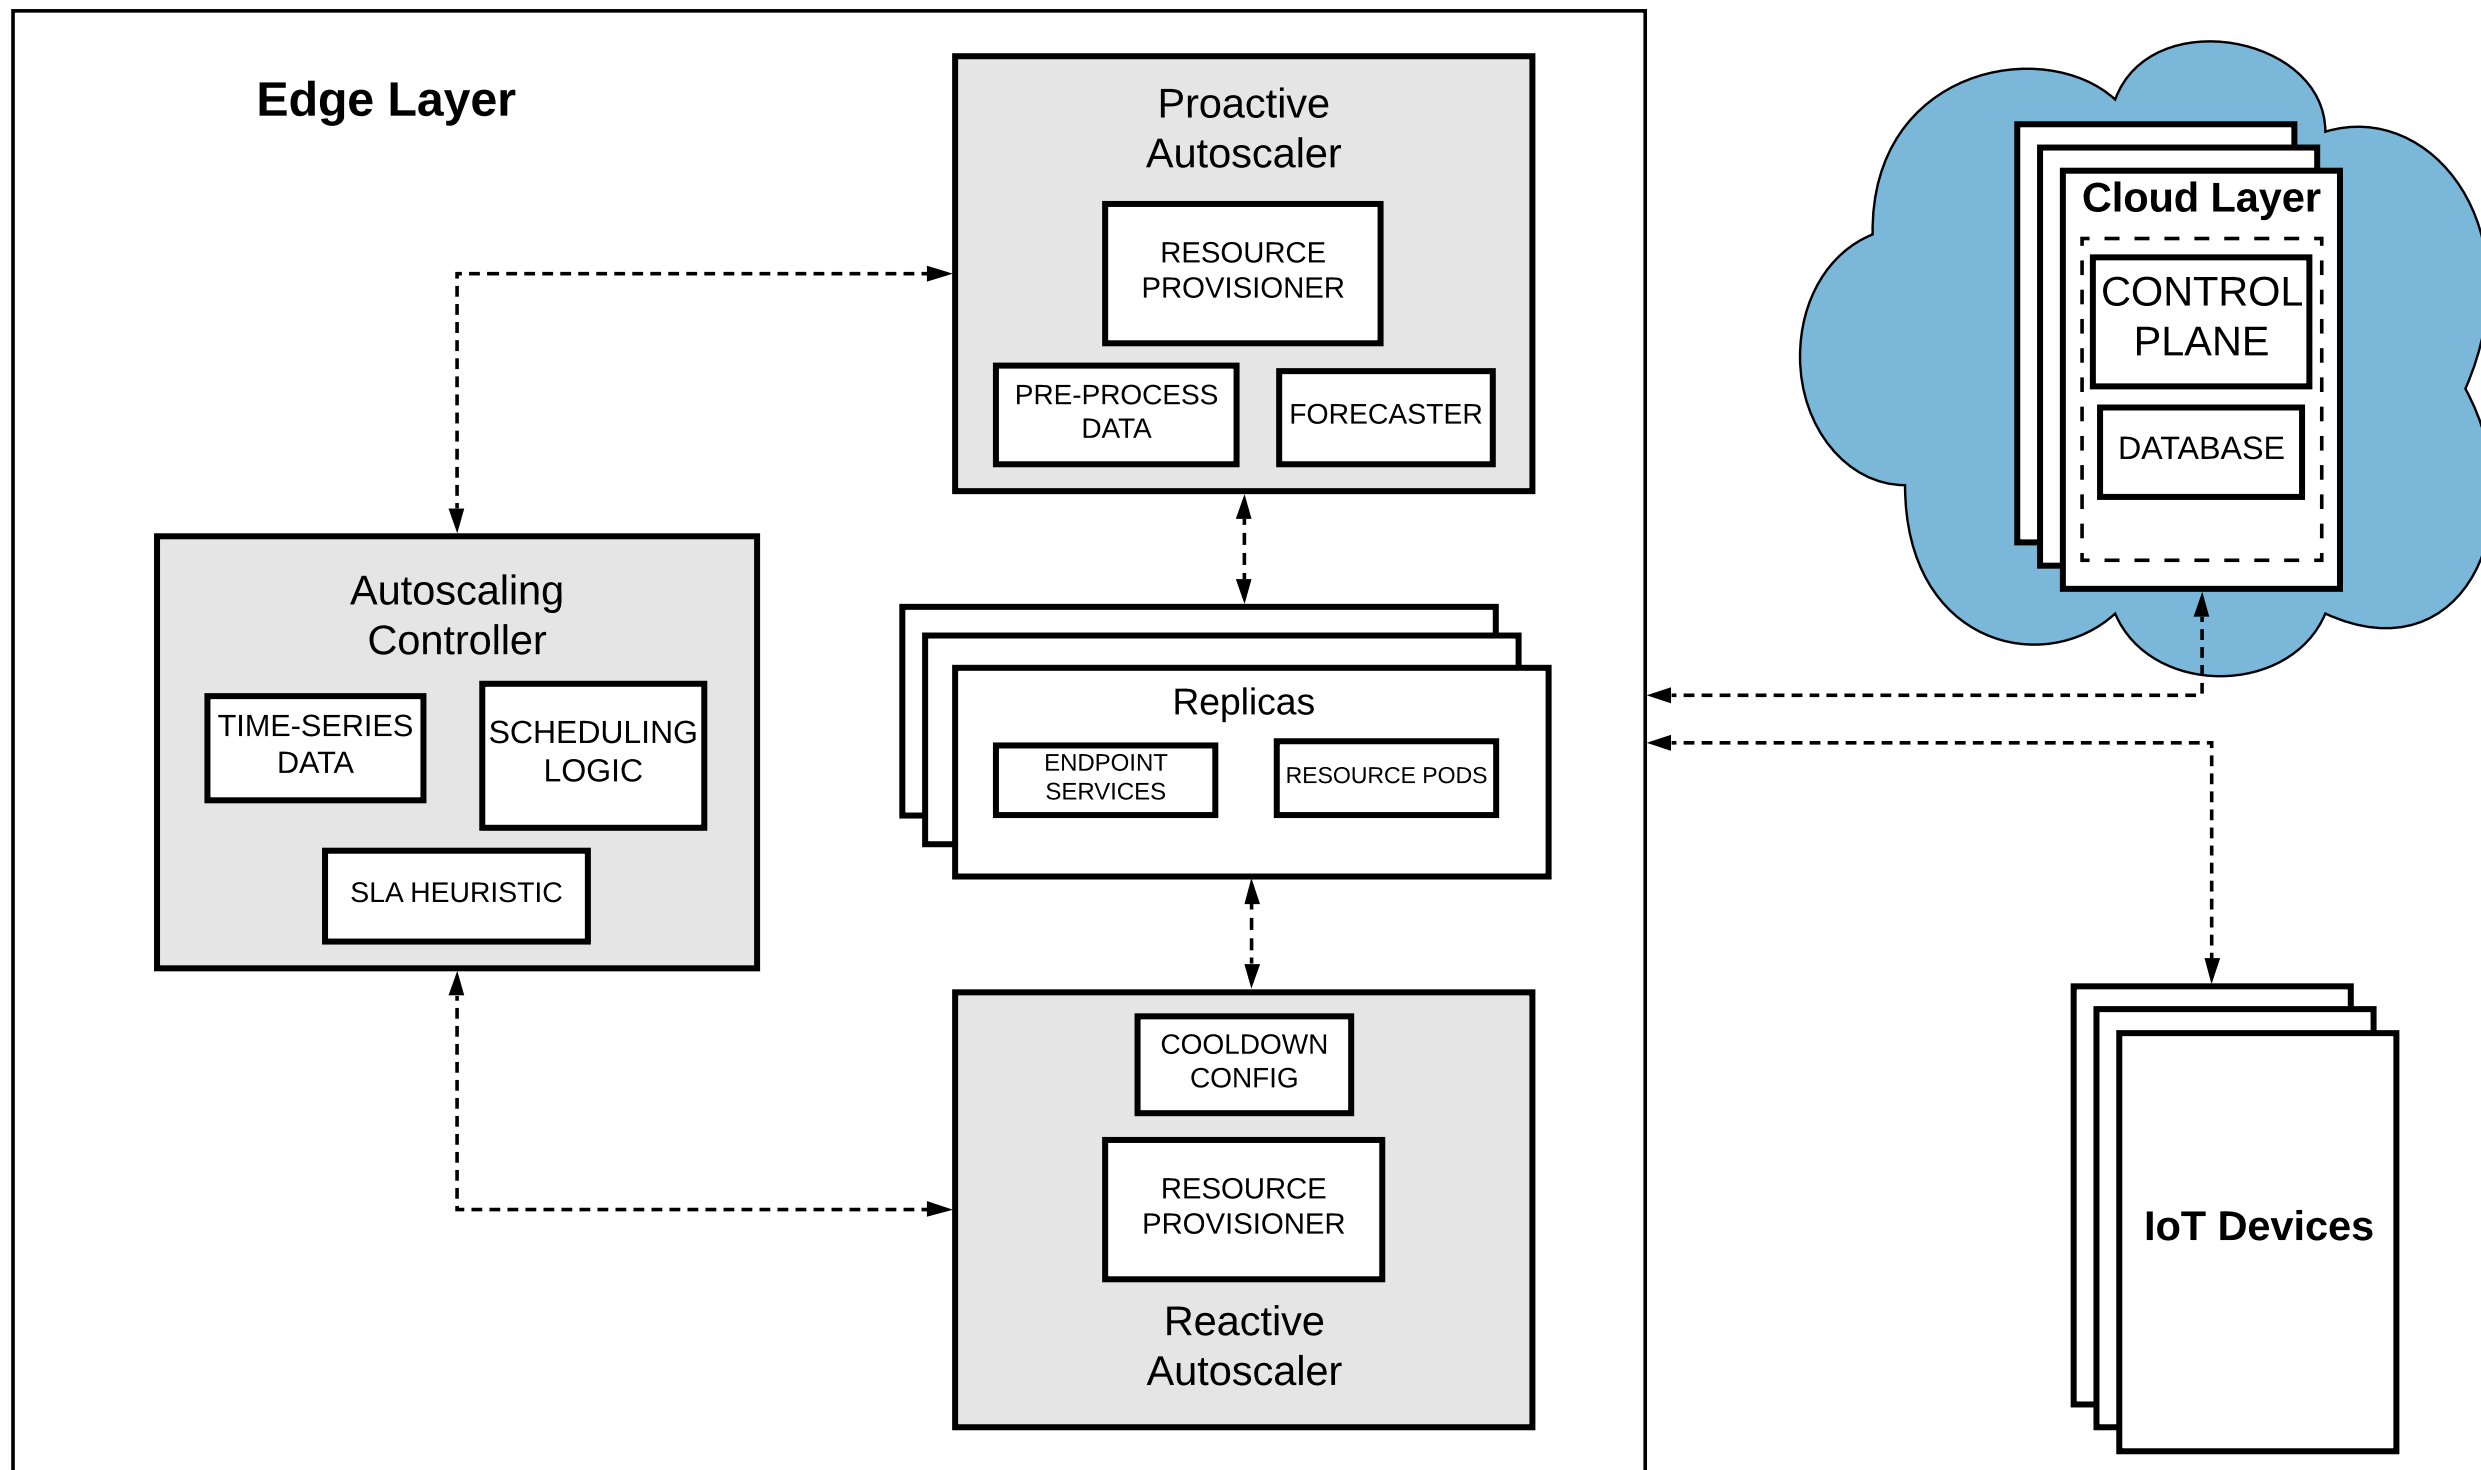 Edge Layer
Proactive
Autoscaler
RESOURCE
PROVISIONER
PRE-PROCESS
DATA
FORECASTER
Autoscaling
Controller
TIME-SERIES
DATA
SCHEDULING
LOGIC
SLA HEURISTIC
Replicas
ENDPOINT
SERVICES
RESOURCE PODS
COOLDOWN
CONFIG
RESOURCE
PROVISIONER
Reactive
Autoscaler
Cloud Layer
CONTROL
PLANE
DATABASE
IoT Devices